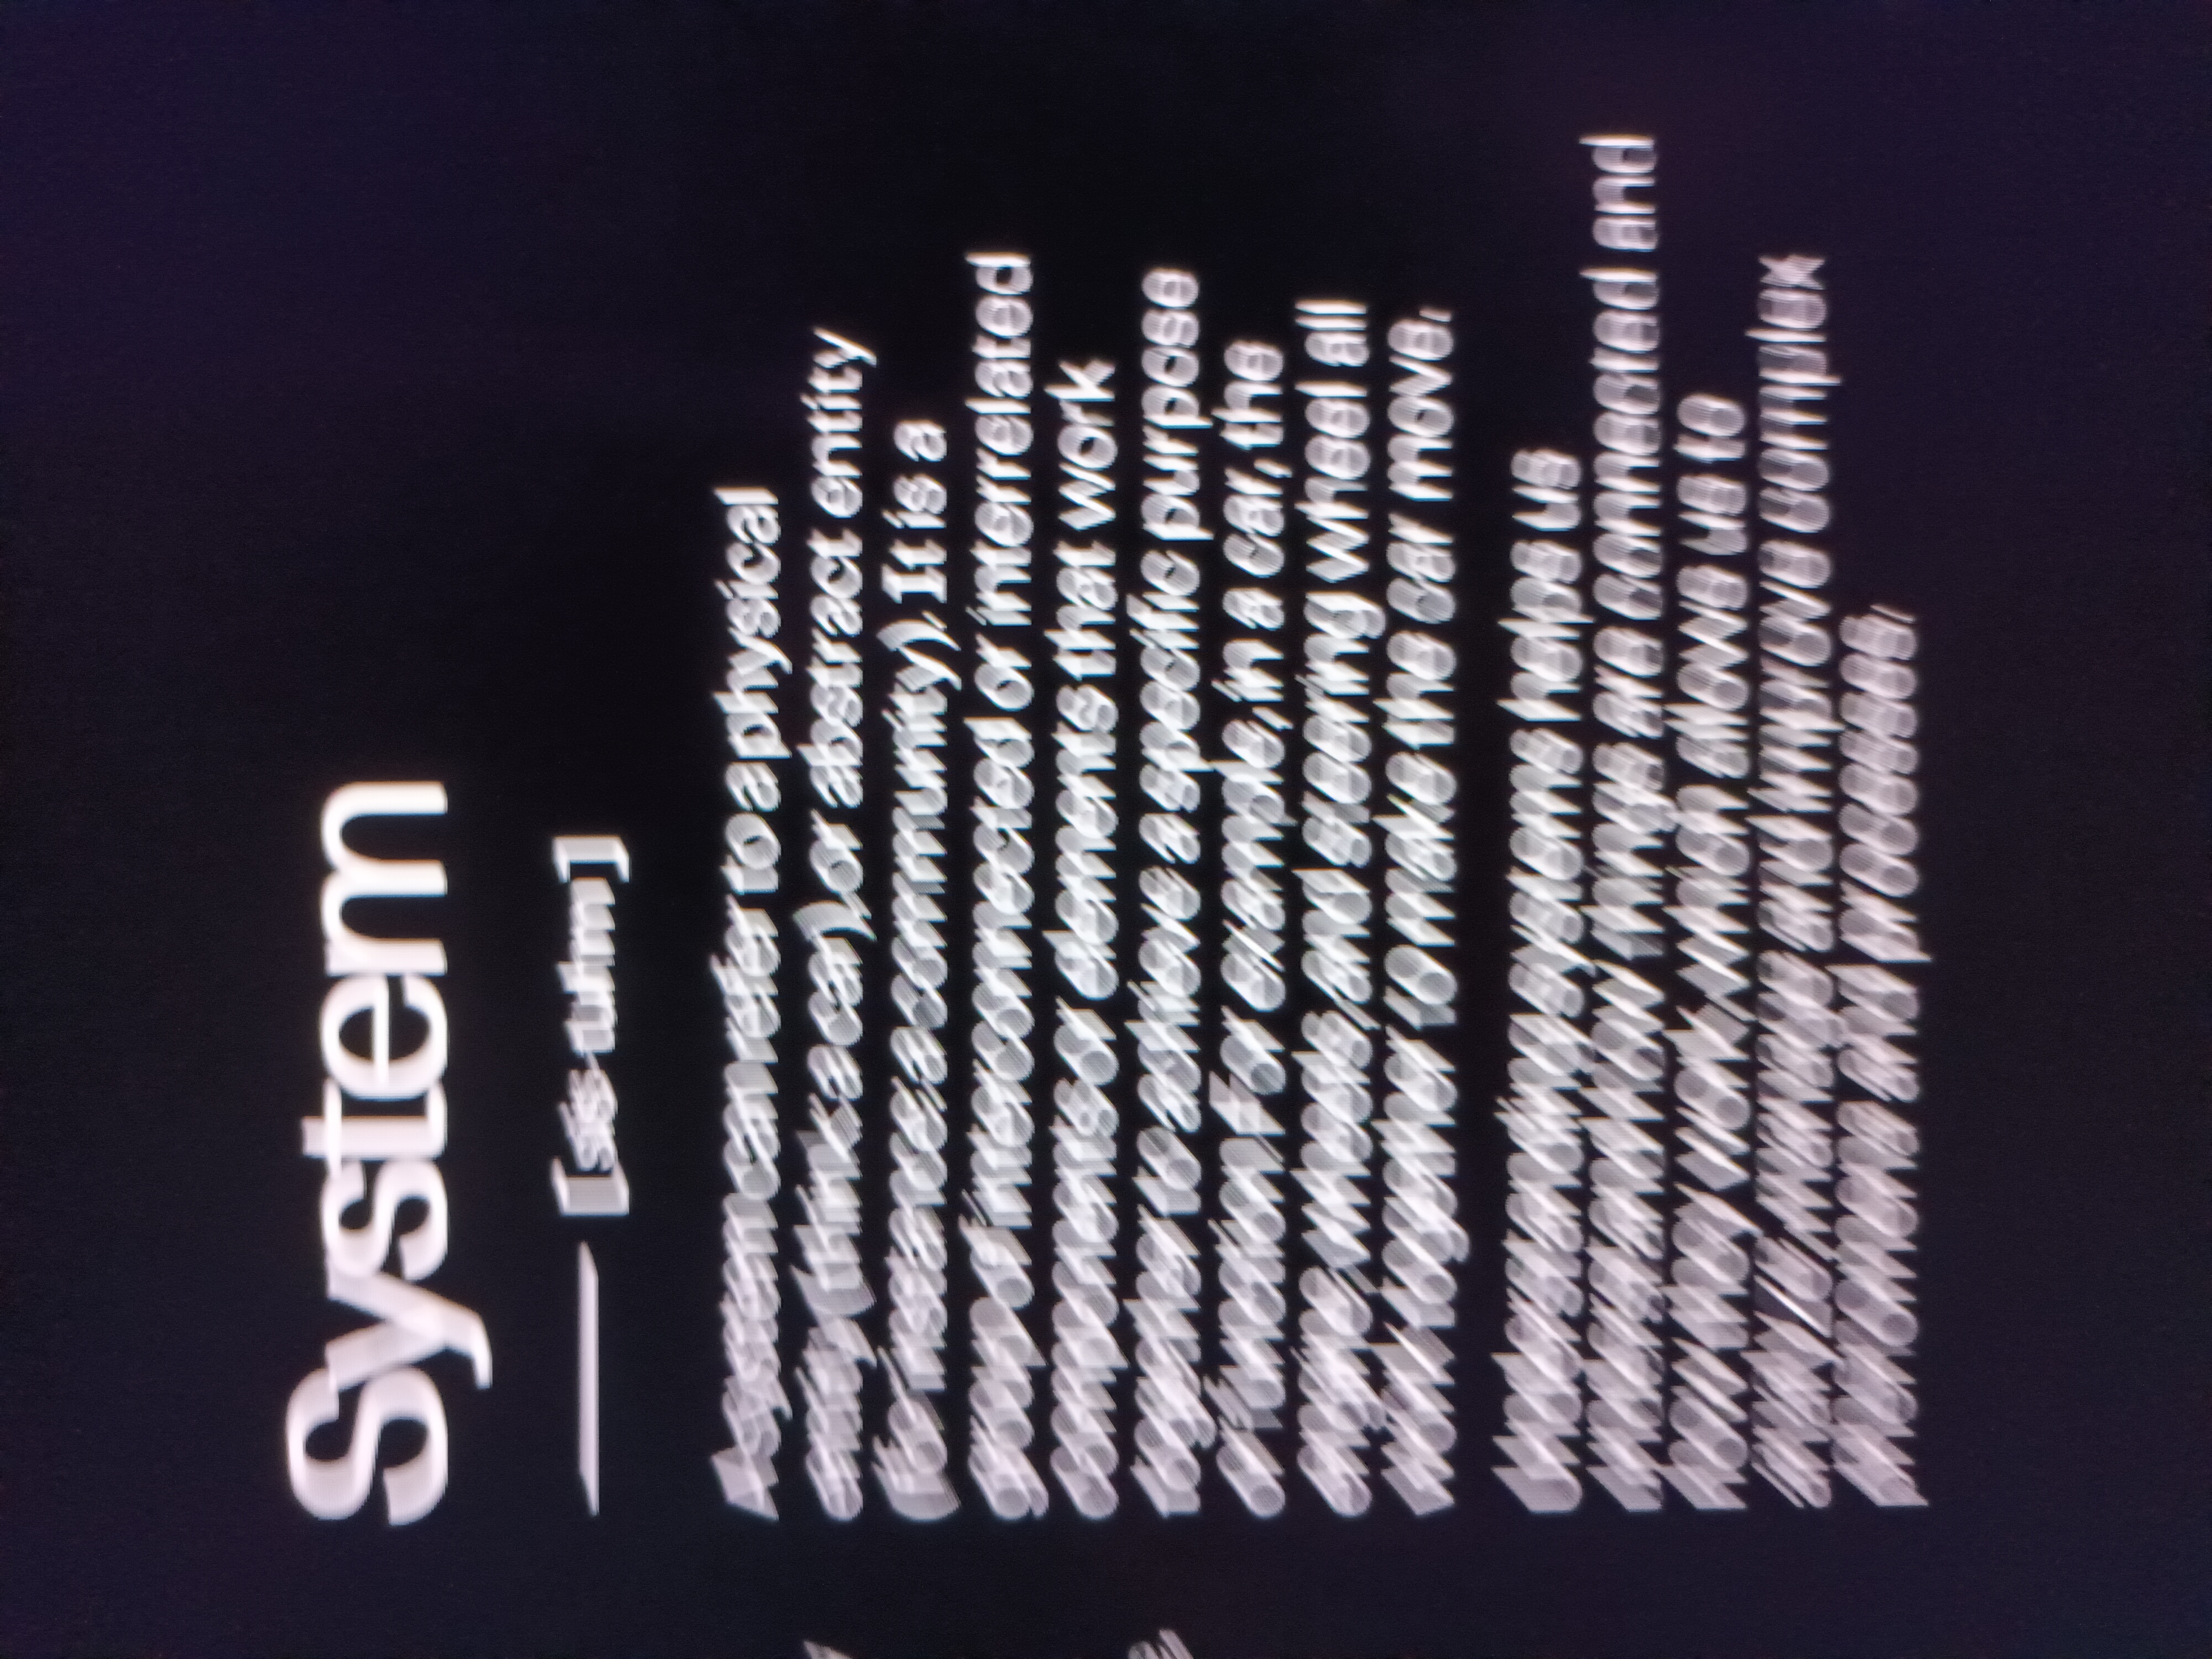 System
[sis-tuhm]
A system can refer to a physical
entity (think a car), or abstract entity
(for instance: a community). It is a
group of interconnected or interrelated
components or elements that work
together to achieve a specific purpose
or function. For example, in a car, the
engine, wheels, and steering wheel all
work together to make the car move.
Understanding systems helps us
understand how things are connected and
how they work, which allows us to
analyze, manage and improve complex
phenomena and processes.